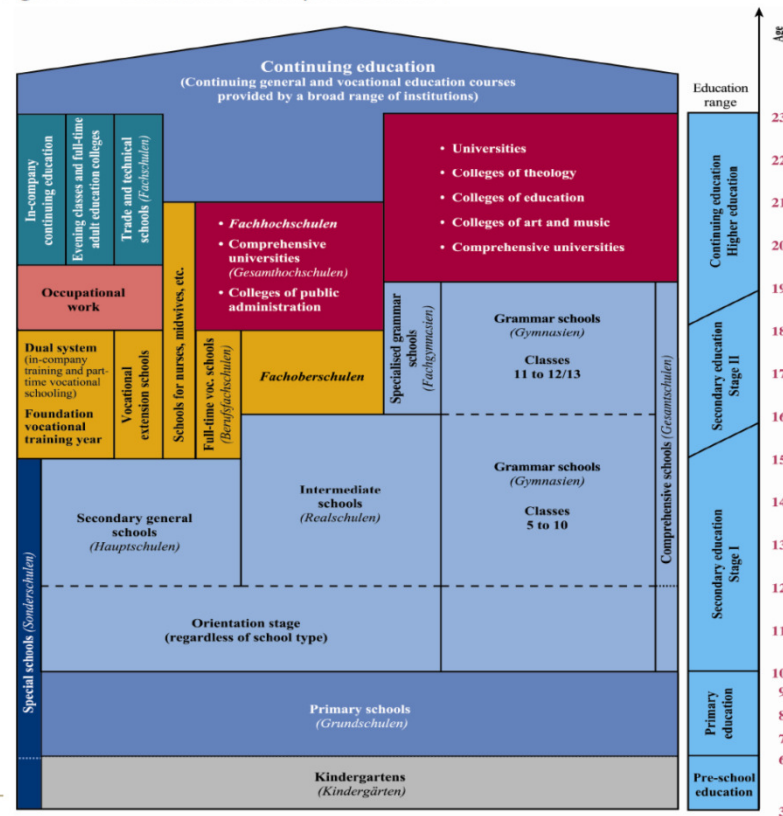 Age
Continuing education
(Continuing general and vocational education courses
provided by a broad range of institutions)
Education
range
In-company
continuing education
Evening classes and full-time
adult education colleges
Trade and technical
schools (Fachschulen)
• Universities
• Colleges of theology
• Colleges of education
• Colleges of art and music
• Comprehensive universities
• Fachhochschulen
• Comprehensive
universities
(Gesamthochschulen)
• Colleges of public
administration
Occupational
work
Dual system
(in-company
training and part-
time vocational
schooling)
Foundation
vocational
training year
Vocational
extension schools
Schools for nurses, midwives, etc.
Full-time voc. schools
(Berufsfachschulen)
Fachoberschulen
Specialised grammar
schools
(Fachgymnasien)
Grammar schools
(Gymnasien)
Classes
11 to 12/13
Comprehensive schools (Gesamtschulen)
Secondary general
schools
(Hauptschulen)
Intermediate
schools
(Realschulen)
Grammar schools
(Gymnasien)
Classes
5 to 10
Special schools (Sonderschulen)
Orientation stage
(regardless of school type)
Primary schools
(Grundschulen)
Kindergartens
(Kindergärten)
Continuing education
Higher education
Secondary education
Stage II
Secondary education
Stage I
Primary
education
Pre-school
education
23
22
21
20
19
18
17
16
15
14
13
12
11
10
9
8
7
6
3